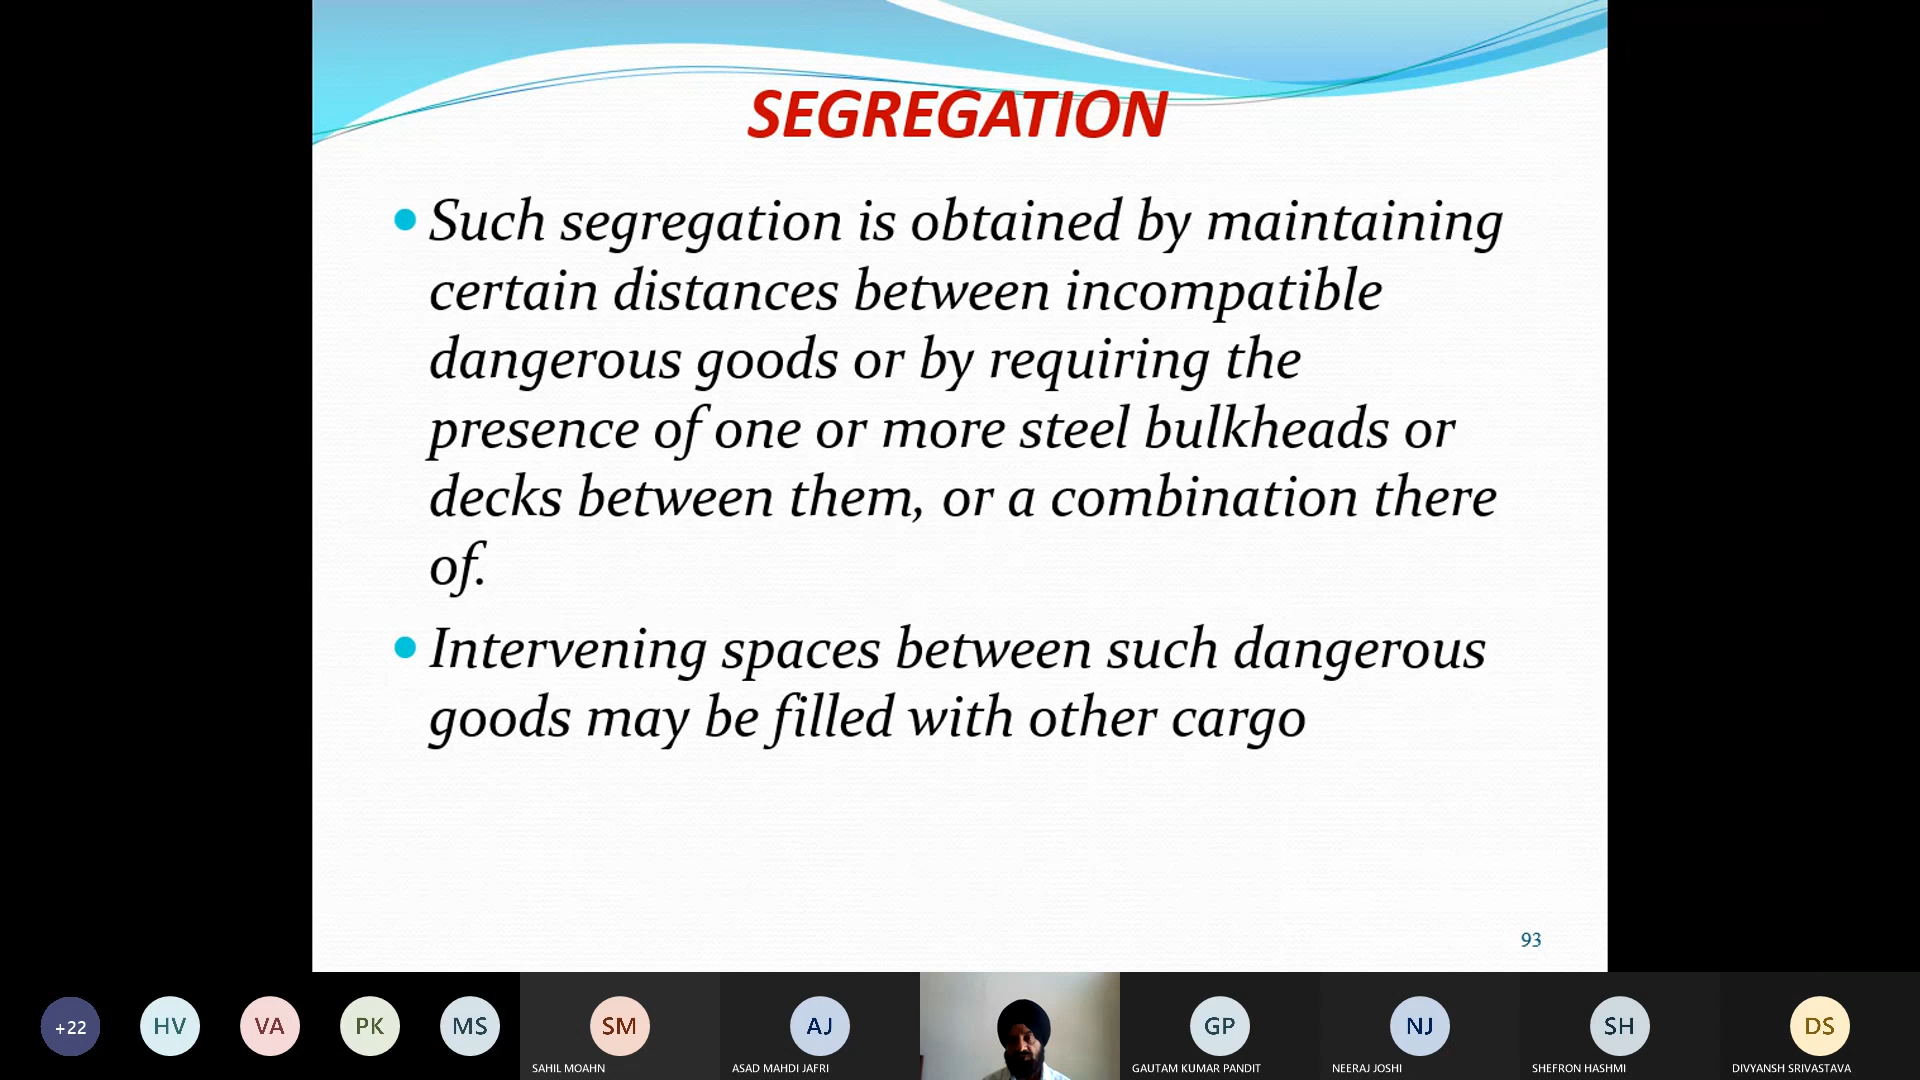 SEGREGATION
Such segregation is obtained by maintaining
certain distances between incompatible
dangerous goods or by requiring the
presence of one or more steel bulkheads or
decks between them, or a combination there
of.
Intervening spaces between such dangerous
goods may be filled with other cargo
93
+22
HV
VA
PK
MS
SM
AJ
GP
NJ
SH
DS
SAHIL MOAHN
ASAD MAHDI JAFRI
GAUTAM KUMAR PANDIT
NEERAJ JOSHI
SHEFRON HASHMI
DIVYANSH SRIVASTAVA